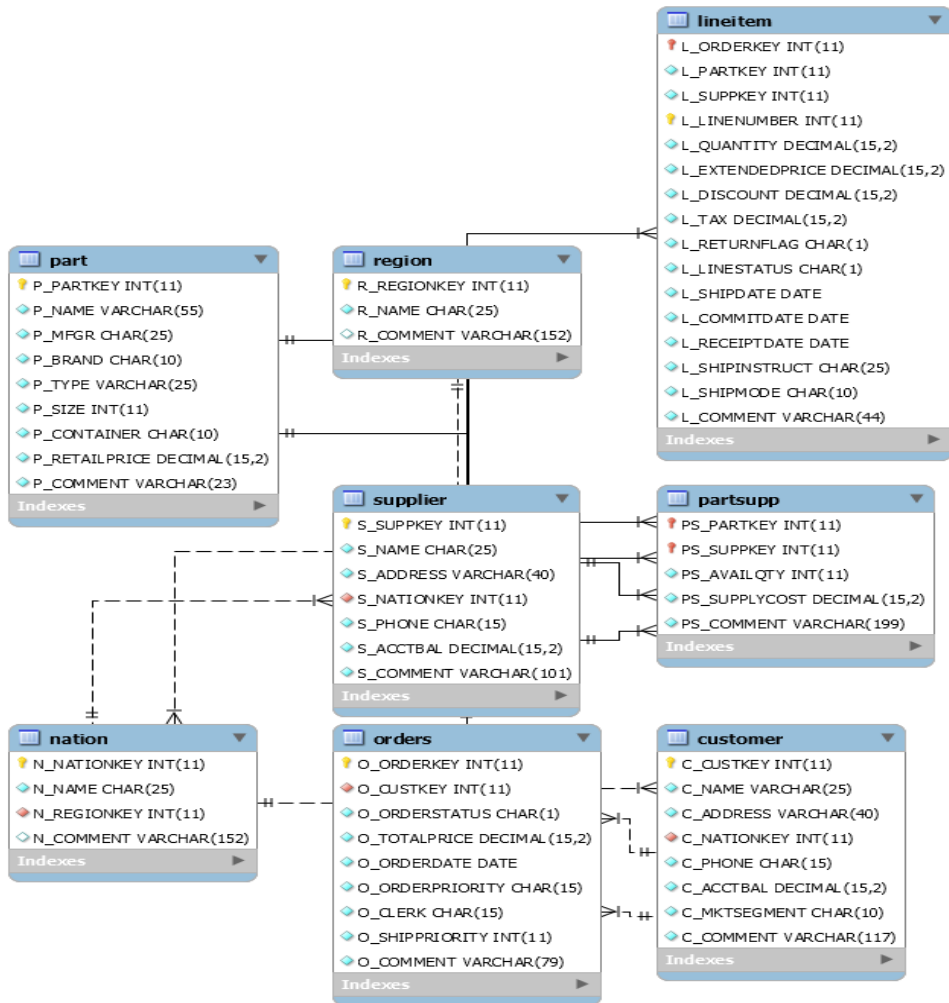 lineitem
L_ORDERKEY INT(11)
L_PARTKEY INT(11)
L_SUPPKEY INT(11)
L_LINENUMBER INT(11)
L_QUANTITY DECIMAL(15,2)
L_EXTENDEDPRICE DECIMAL(15,2)
L_DISCOUNT DECIMAL(15,2)
L_TAX DECIMAL(15,2)
L_RETURNFLAG CHAR(1)
L_LINESTATUS CHAR(1)
L_SHIPDATE DATE
L_COMMITDATE DATE
L_RECEIPTDATE DATE
L_SHIPINSTRUCT CHAR(25)
L_SHIPMODE CHAR(10)
L_COMMENT VARCHAR(44)
Indexes
part
P_PARTKEY INT(11)
P_NAME VARCHAR(55)
P_MFGR CHAR(25)
P_BRAND CHAR(10)
P_TYPE VARCHAR(25)
P_SIZE INT(11)
P_CONTAINER CHAR(10)
P_RETAILPRICE DECIMAL(15,2)
P_COMMENT VARCHAR(23)
Indexes
region
R_REGIONKEY INT(11)
R_NAME CHAR(25)
R_COMMENT VARCHAR(152)
Indexes
supplier
S_SUPPKEY INT(11)
S_NAME CHAR(25)
S_ADDRESS VARCHAR(40)
S_NATIONKEY INT(11)
S_PHONE CHAR(15)
S_ACCTBAL DECIMAL(15,2)
S_COMMENT VARCHAR(101)
Indexes
partsupp
PS_PARTKEY INT(11)
PS_SUPPKEY INT(11)
PS_AVAILQTY INT(11)
PS_SUPPLYCOST DECIMAL(15,2)
PS_COMMENT VARCHAR(199)
Indexes
nation
N_NATIONKEY INT(11)
N_NAME CHAR(25)
N_REGIONKEY INT(11)
N_COMMENT VARCHAR(152)
Indexes
orders
O_ORDERKEY INT(11)
O_CUSTKEY INT(11)
O_ORDERSTATUS CHAR(1)
O_TOTALPRICE DECIMAL(15,2)
O_ORDERDATE DATE
O_ORDERPRIORITY CHAR(15)
O_CLERK CHAR(15)
O_SHIPPRIORITY INT(11)
O_COMMENT VARCHAR(79)
Indexes
customer
C_CUSTKEY INT(11)
C_NAME VARCHAR(25)
C_ADDRESS VARCHAR(40)
C_NATIONKEY INT(11)
C_PHONE CHAR(15)
C_ACCTBAL DECIMAL(15,2)
C_MKTSEGMENT CHAR(10)
C_COMMENT VARCHAR(117)
Indexes